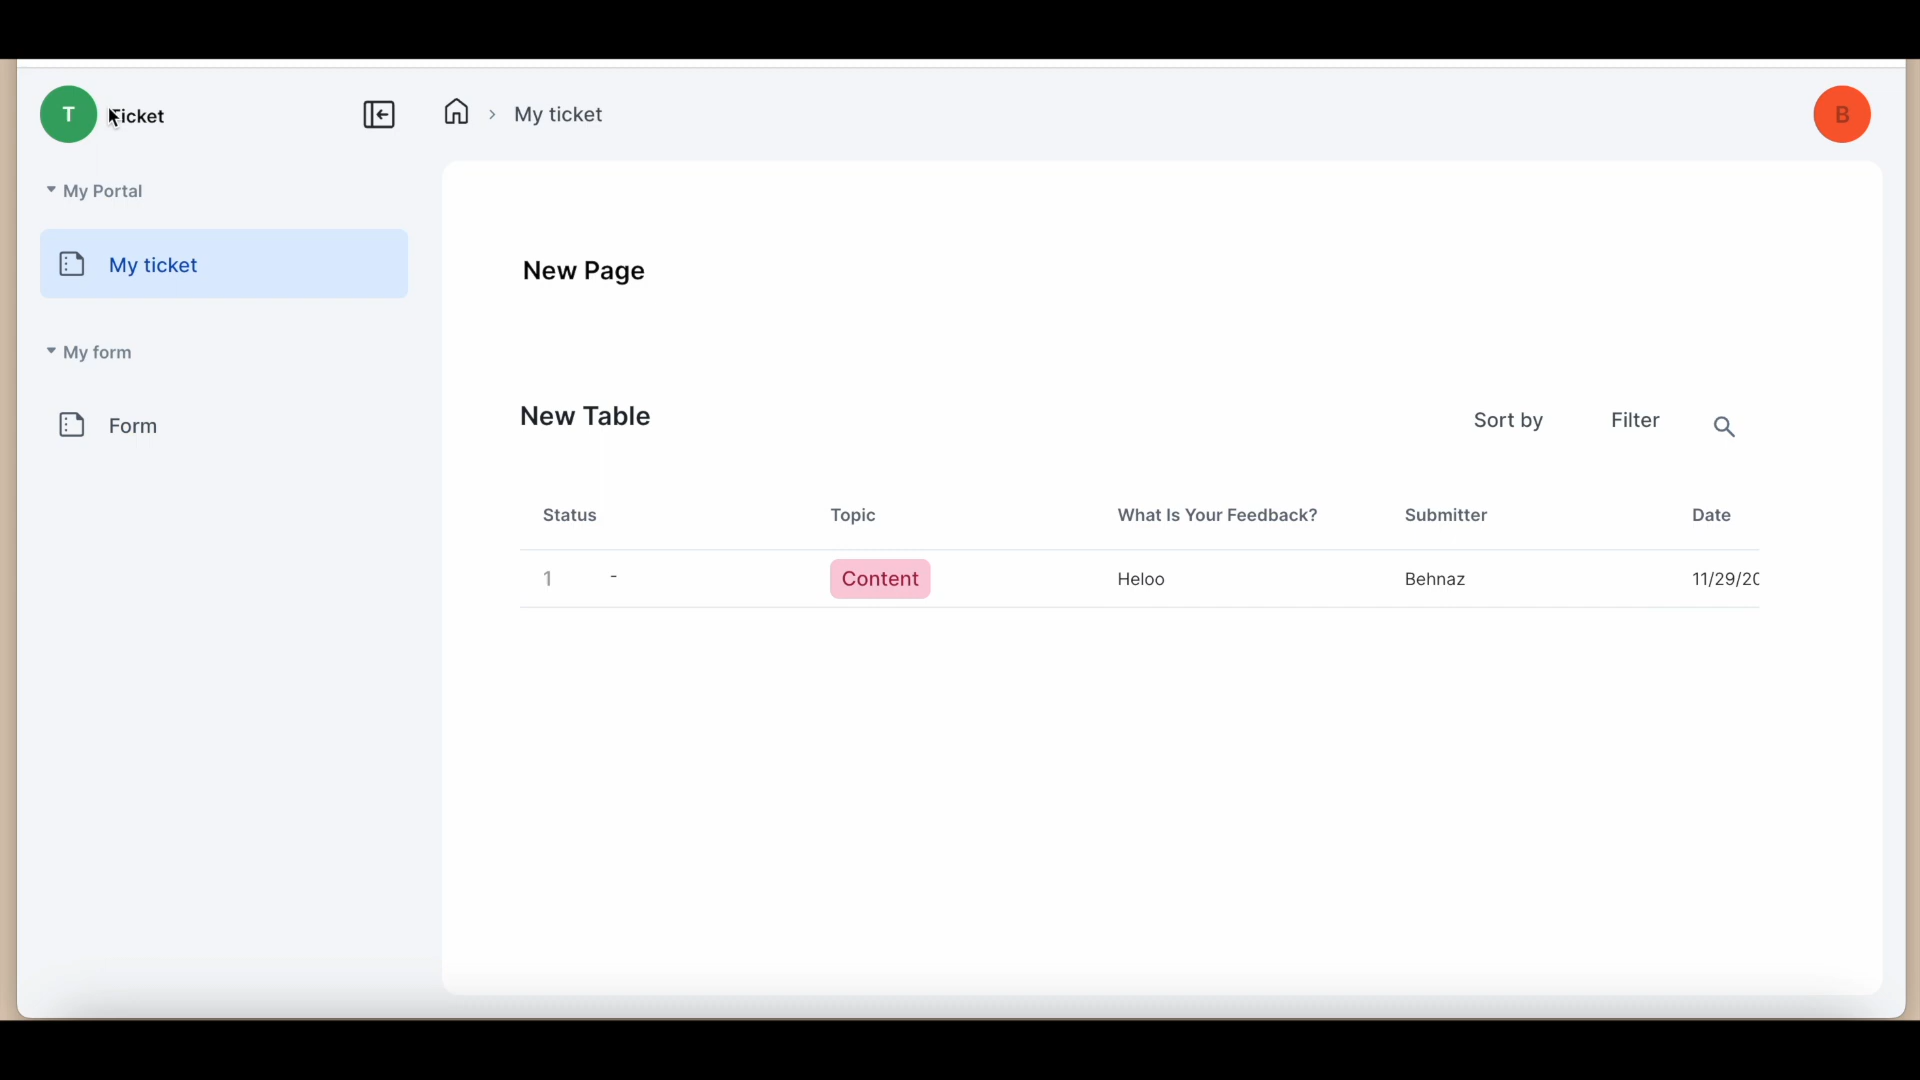 T Ticket
My ticket
B
My Portal
My ticket
My form
Form
New Page
New Table
Sort by Filter
Status Topic What Is Your Feedback? Submitter Date
1 - Content Heloo Behnaz 11/29/20